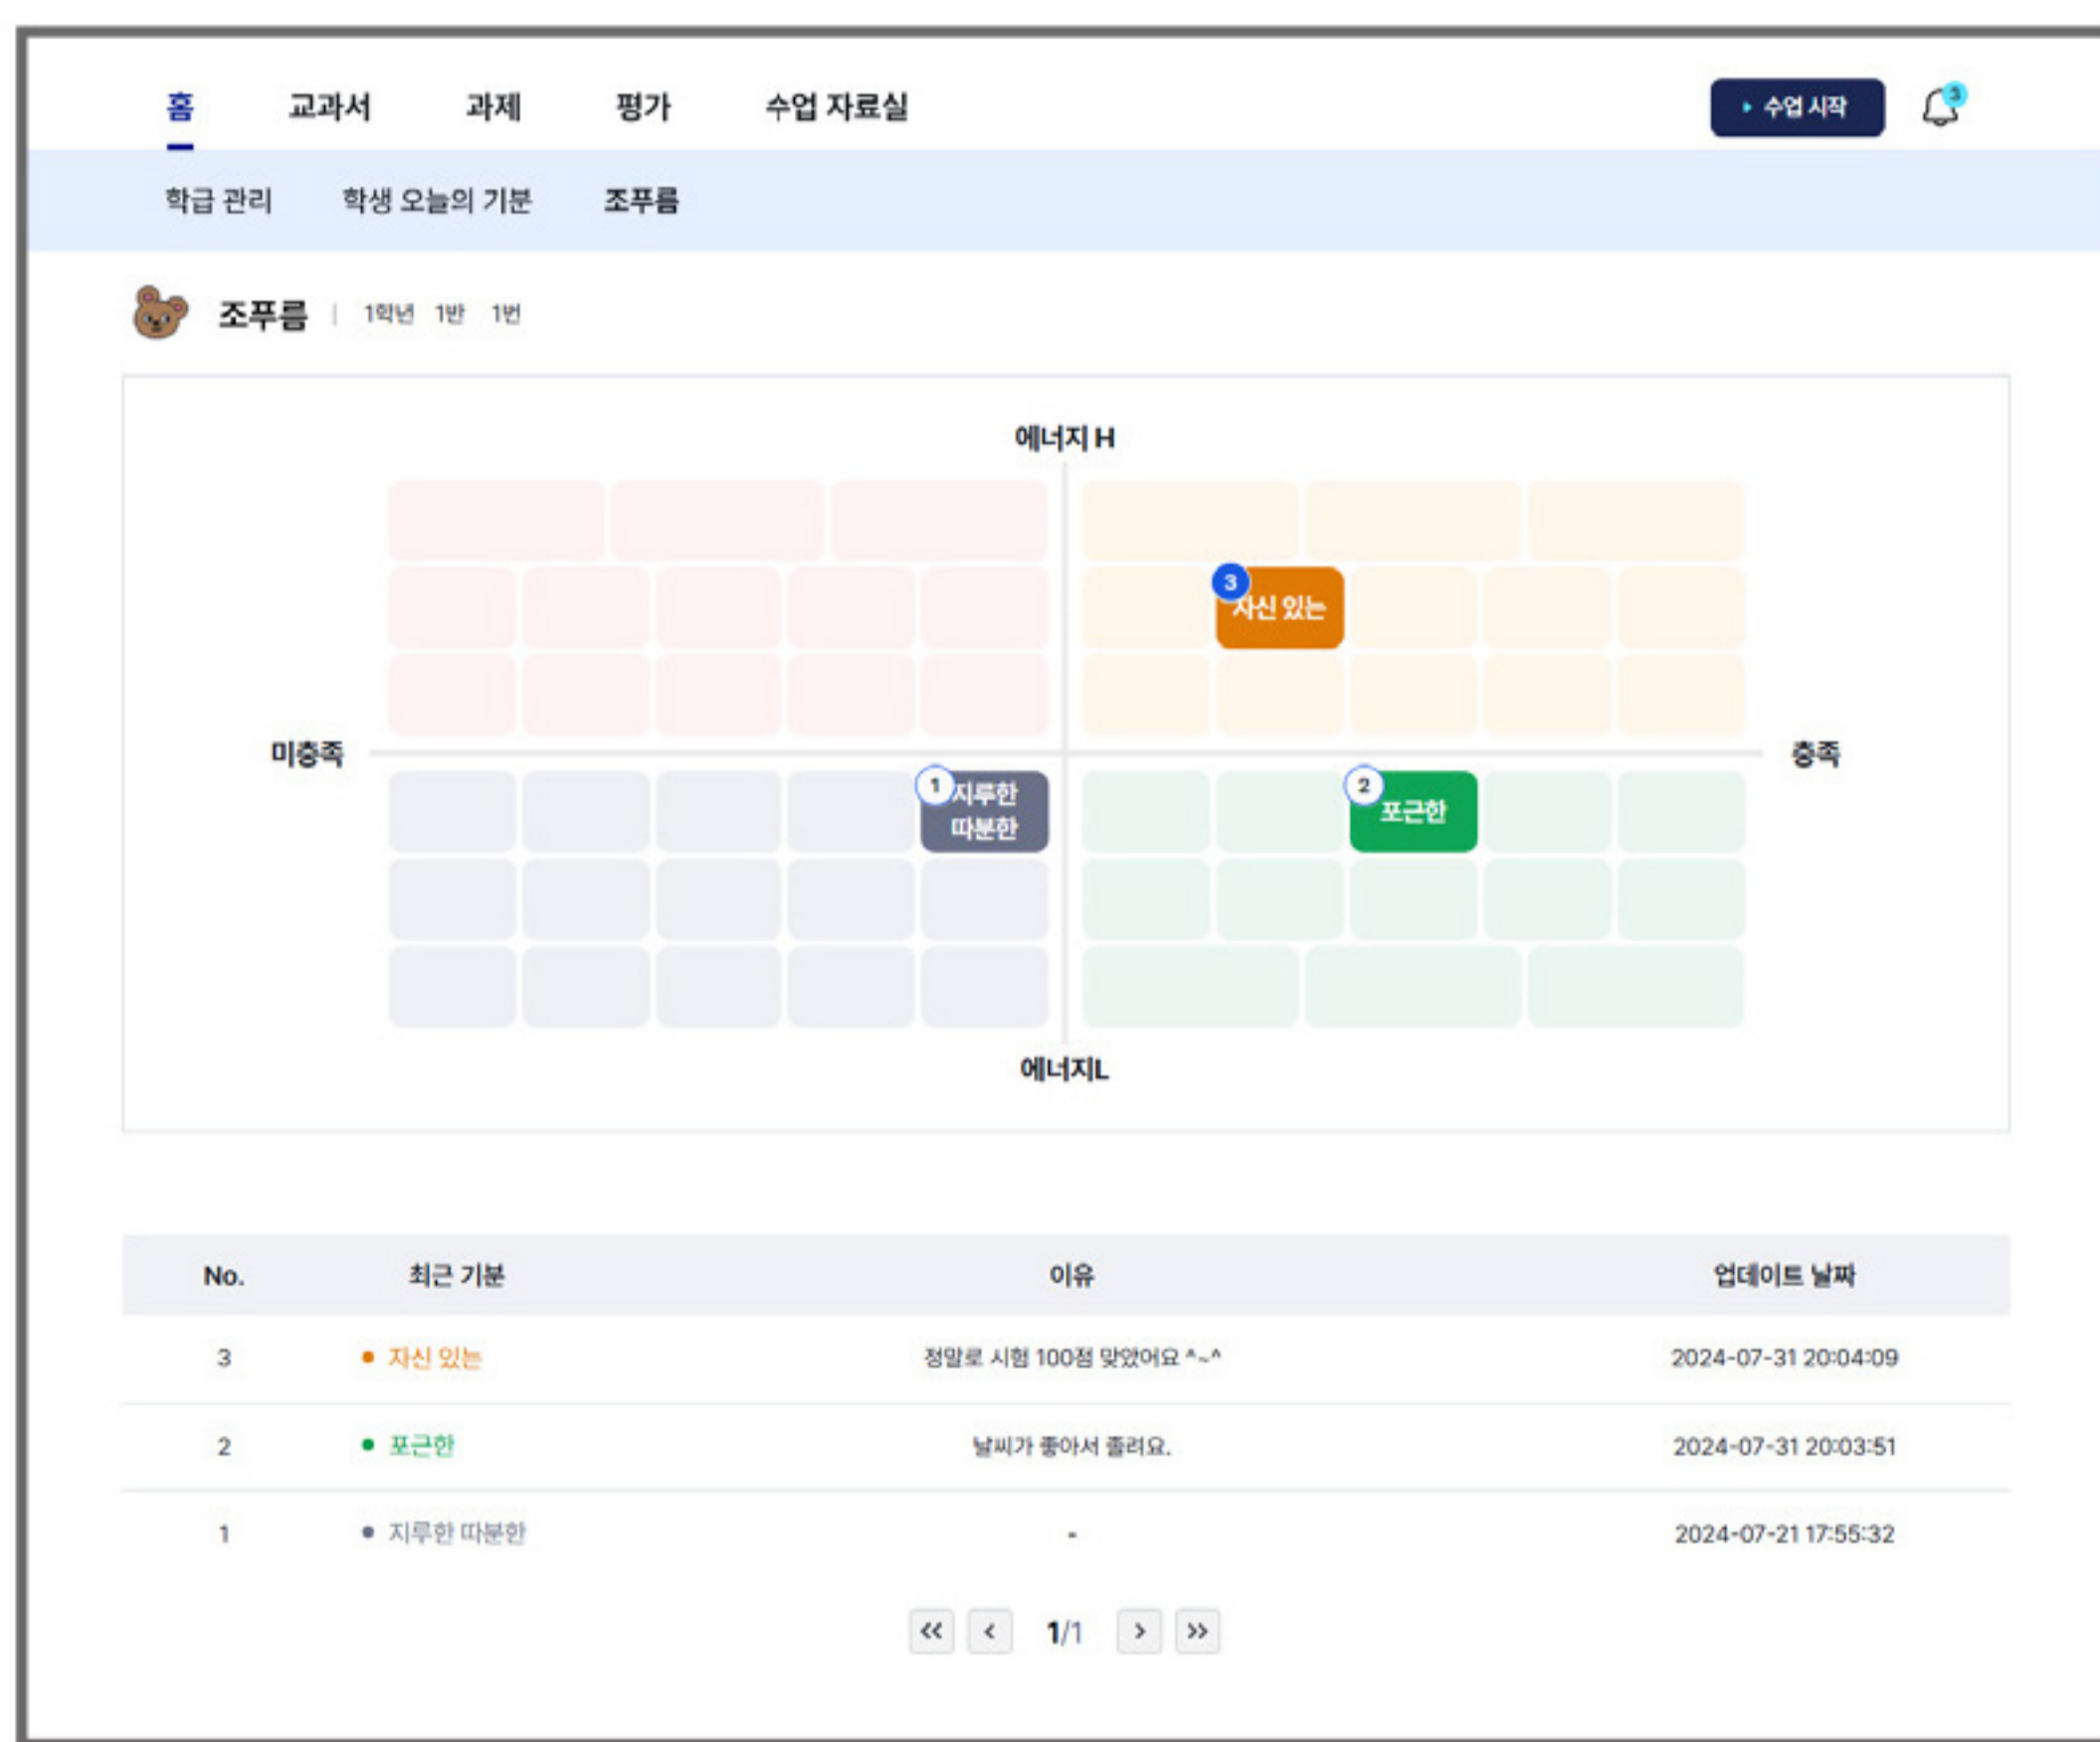 홈 교과서 과제 평가 수업 자료실 수업 시작 3
학급 관리 학생 오늘의 기분 조푸름
조푸름 | 1학년 1반 1번
에너지 H
3 자신 있는
미충족 충족
1 지루한 따분한
2 포근한
에너지L
No. 최근 기분 이유 업데이트 날짜
3 자신 있는 정말로 시험 100점 맞았어요 ^~^ 2024-07-31 20:04:09
2 포근한 날씨가 좋아서 졸려요. 2024-07-31 20:03:51
1 지루한 따분한 - 2024-07-21 17:55:32
« ‹ 1/1 › »